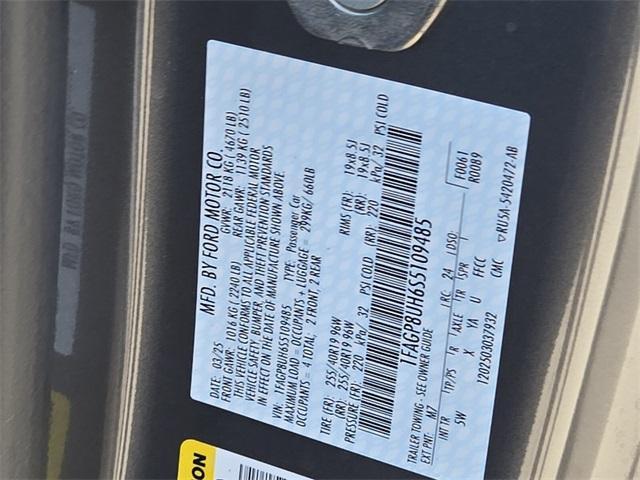 MFD. BY FORD MOTOR CO.
DATE: 02/25 GVWR: 2118 KG (4670 LB)
FRONT GAWR: 1016 KG (2240 LB) REAR GAWR: 1139 KG (2510 LB)
THIS VEHICLE CONFORMS TO ALL APPLICABLE FEDERAL MOTOR
VEHICLE SAFETY, BUMPER, AND THEFT PREVENTION STANDARDS
IN EFFECT ON THE DATE OF MANUFACTURE SHOWN ABOVE.
VIN: 1FAGP8UH6S5109485 TYPE: Passenger Car
MAXIMUM LOAD = OCCUPANTS + LUGGAGE = 299KG/ 660LB
OCCUPANTS = 4 TOTAL, 2 FRONT, 2 REAR
TIRE (FR): 255/40R19 96W RIMS (FR): 19x8.5J
(RR): 255/40R19 96W (RR): 19x8.5J
PRESSURE (FR): 220 kPa/ 32 PSI COLD (RR): 220 kPa/ 32 PSI COLD
1FAGP8UH6S5109485
TRAILER TOWING - SEE OWNER GUIDE
EXT PNT: M7 LRC: 24 DSO: F0061
R0089
INT TR TP/PS R AXLE TR SPR
5W X YA U FFCC
120250303T932 CMC RU5A-5420472-AB
ON